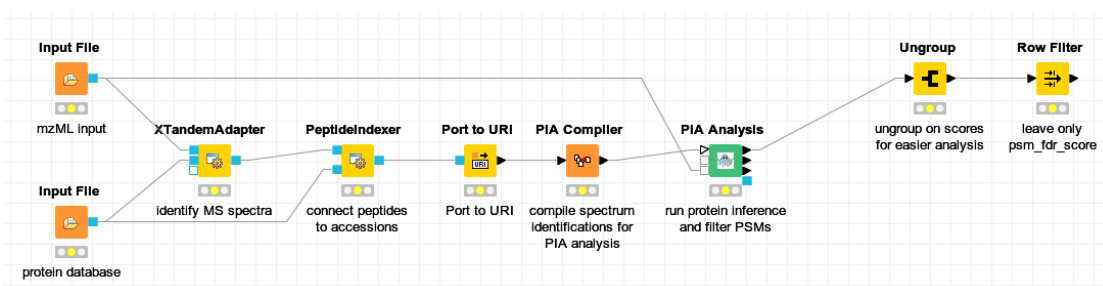 Input File
mzML input
Input File
protein database
XTandemAdapter
identify MS spectra
PeptideIndexer
connect peptides
to accessions
Port to URI
URI
Port to URI
PIA Compiler
compile spectrum
identifications for
PIA analysis
PIA Analysis
run protein inference
and filter PSMs
Ungroup
ungroup on scores
for easier analysis
Row Filter
leave only
psm_fdr_score